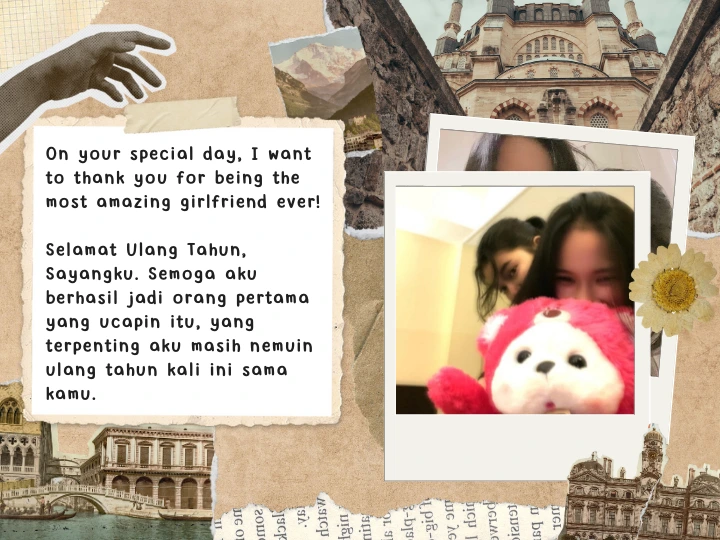 On your special day, I want
to thank you for being the
most amazing girlfriend ever!
Selamat Ulang Tahun,
Sayangku. Semoga aku
berhasil jadi orang pertama
yang ucapin itu, yang
terpenting aku masih nemuin
ulang tahun kali ini sama
kamu.